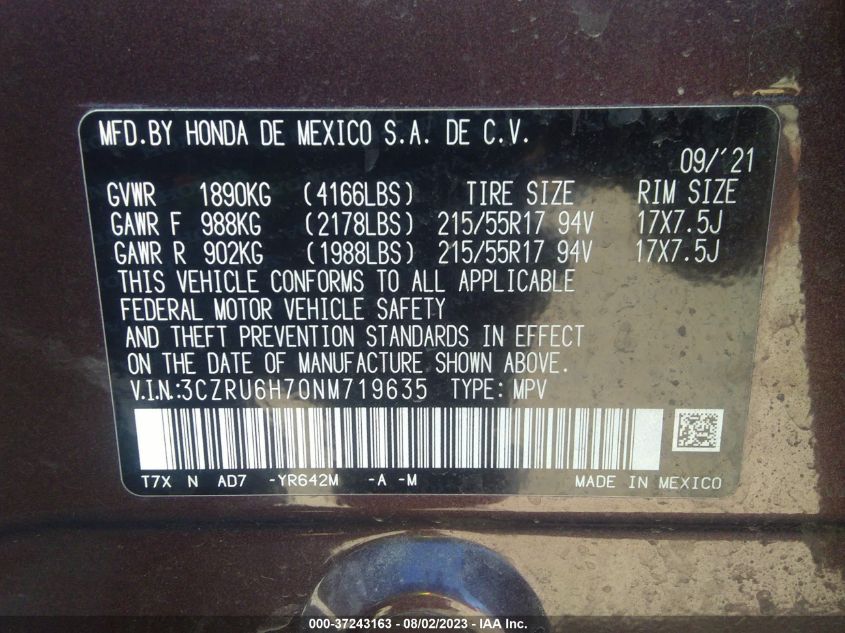 MFD.BY HONDA DE MEXICO S.A. DE C.V.
09/'21
GVWR 1890KG (4166LBS) TIRE SIZE RIM SIZE
GAWR F 988KG (2178LBS) 215/55R17 94V 17X7.5J
GAWR R 902KG (1988LBS) 215/55R17 94V 17X7.5J
THIS VEHICLE CONFORMS TO ALL APPLICABLE
FEDERAL MOTOR VEHICLE SAFETY
AND THEFT PREVENTION STANDARDS IN EFFECT
ON THE DATE OF MANUFACTURE SHOWN ABOVE.
V.I.N.:3CZRU6H70NM719635 TYPE: MPV
T7X N AD7 -YR642M -A -M MADE IN MEXICO
000-37243163 - 08/02/2023 - IAA Inc.